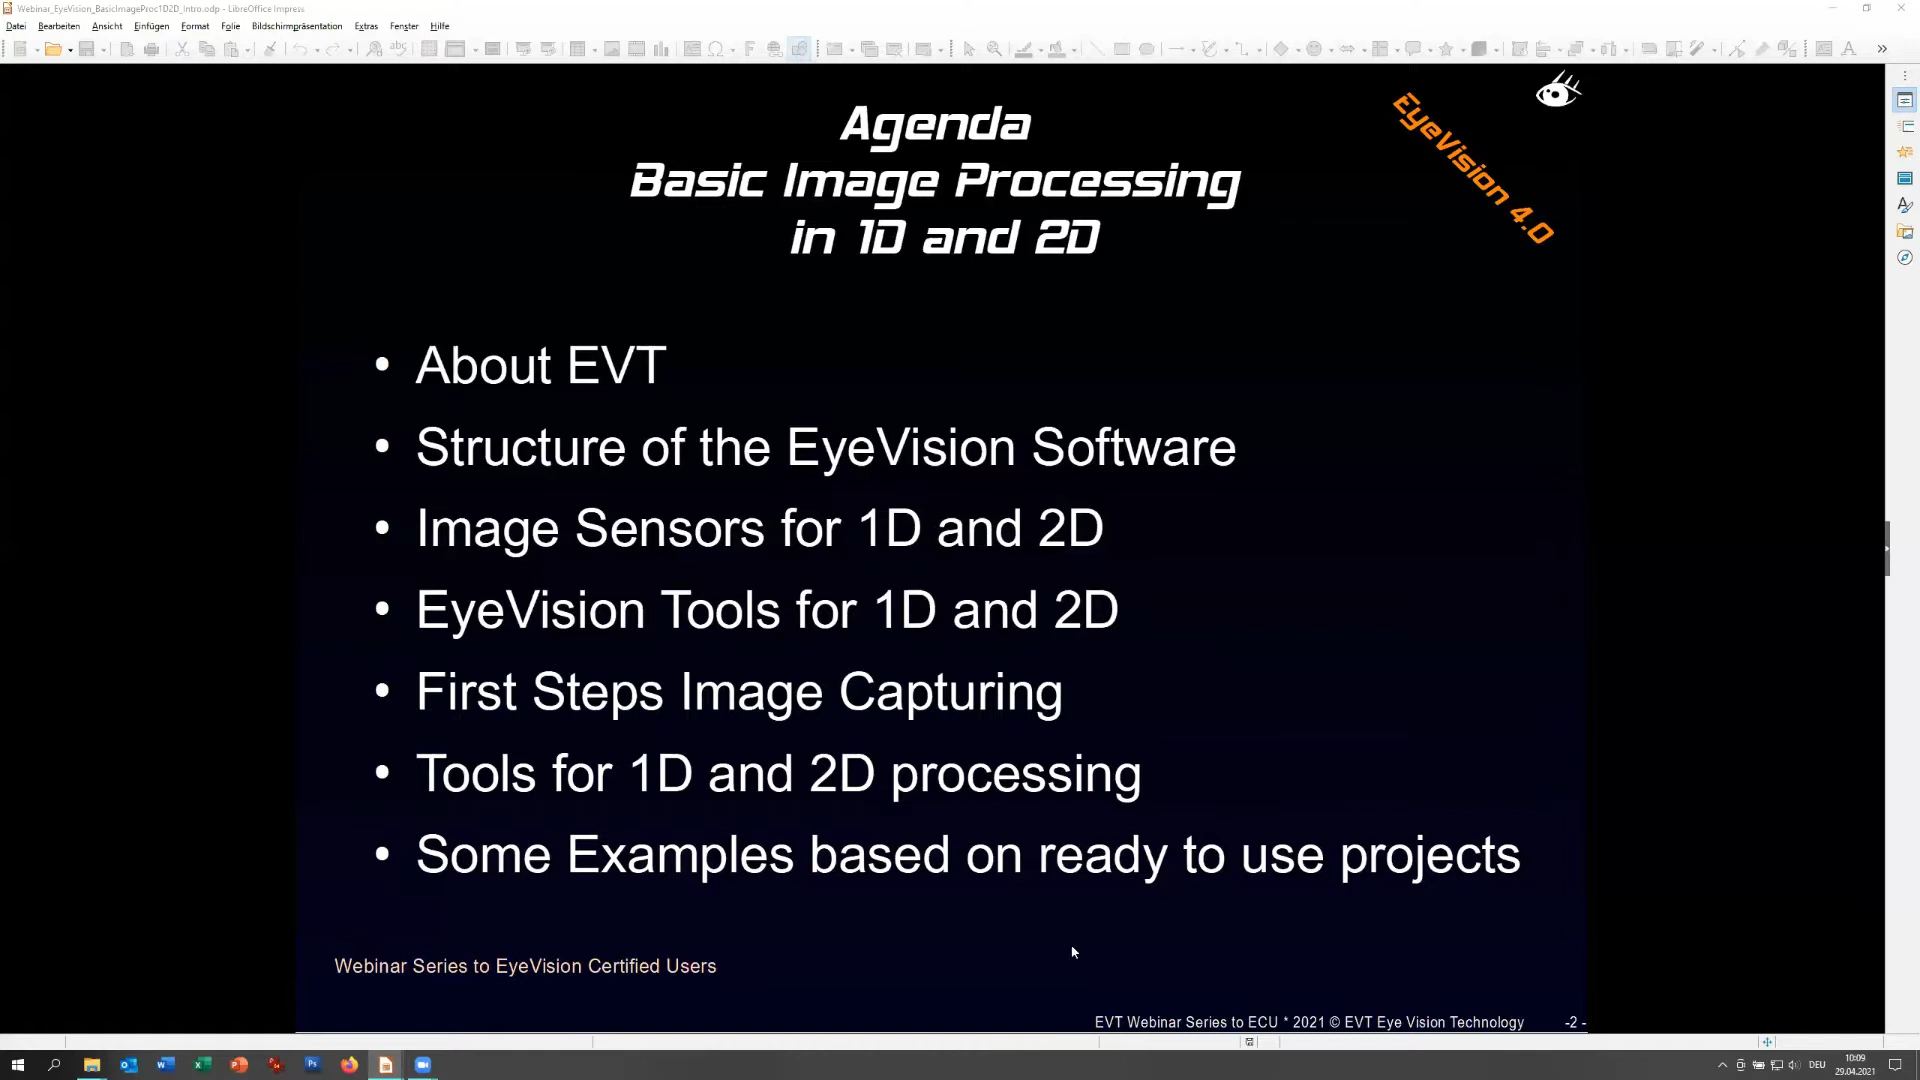 Webinar_EyeVision_BasicImageProc1D2D_Intro.odp - LibreOffice Impress
Datei Bearbeiten Ansicht Einfügen Format Folie Bildschirmpräsentation Extras Fenster Hilfe
Agenda
Basic Image Processing
in 1D and 2D
EyeVision 4.0
• About EVT
• Structure of the EyeVision Software
• Image Sensors for 1D and 2D
• EyeVision Tools for 1D and 2D
• First Steps Image Capturing
• Tools for 1D and 2D processing
• Some Examples based on ready to use projects
Webinar Series to EyeVision Certified Users
EVT Webinar Series to ECU * 2021 © EVT Eye Vision Technology -2 -
DEU
10:09
29.04.2021